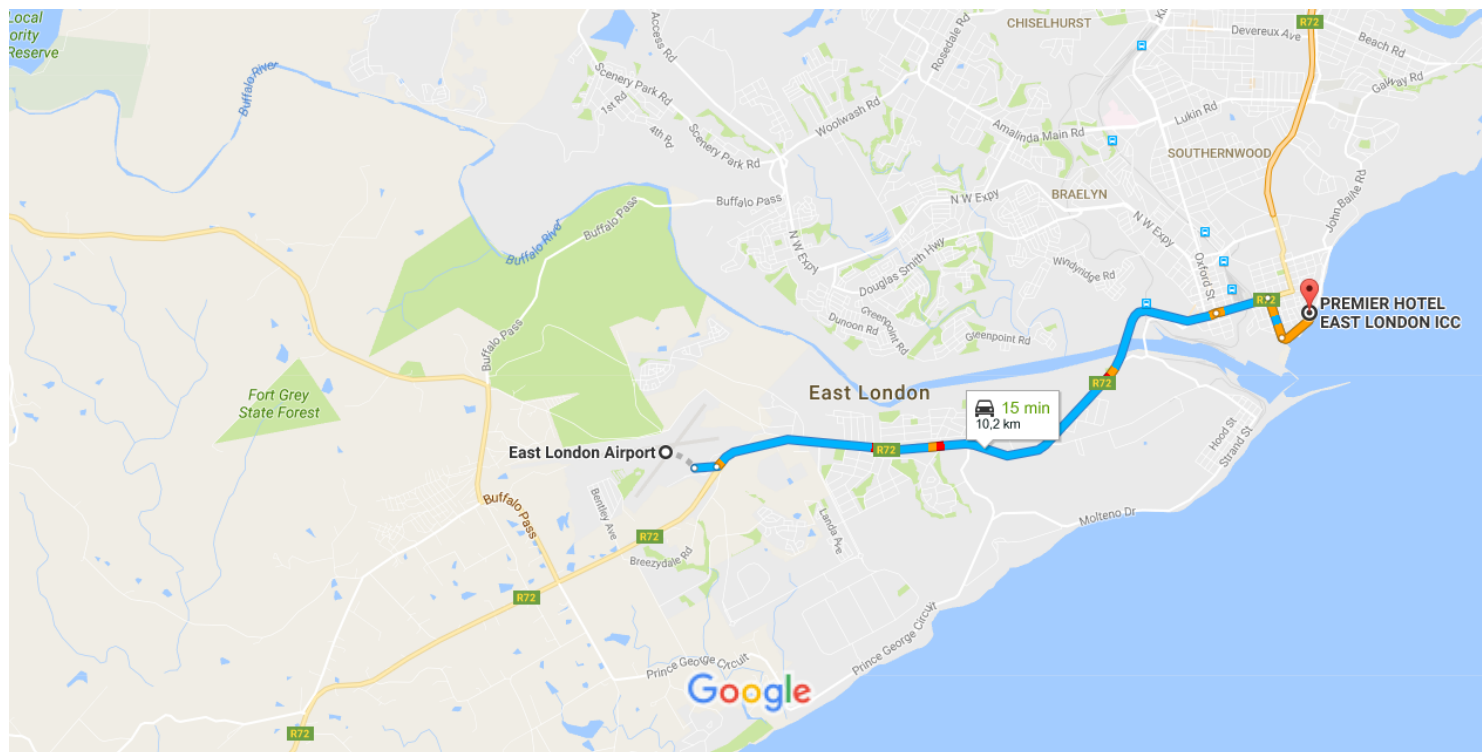 Local
ority
Reserve
Buffalo River
Access Rd
Scenery Park Rd
1st Rd
4th Rd
Scenery Park Rd
Woolwash Rd
Rosedale Rd
CHISELHURST
R72
Devereux Ave
Beach Rd
Lukin Rd
Amalinda Main Rd
SOUTHERNWOOD
BRAELYN
N W Expy
N W Expy
N W Expy
John Bailie Rd
Buffalo Pass
Buffalo Pass
Buffalo River
Douglas Smith Hwy
Windyridge Rd
Oxford St
R72
PREMIER HOTEL
EAST LONDON ICC
Greenpoint Rd
Dunoon Rd
Greenpoint Rd
Buffalo Pass
Fort Grey
State Forest
East London
R72
15 min
10,2 km
Hood St
Strand St
East London Airport
R72
Buffalo Pass
Bentley Ave
Landa Ave
Molteno Dr
R72
Breezydale Rd
R72
Prince George Circuit
Prince George Circuit
Google
R72